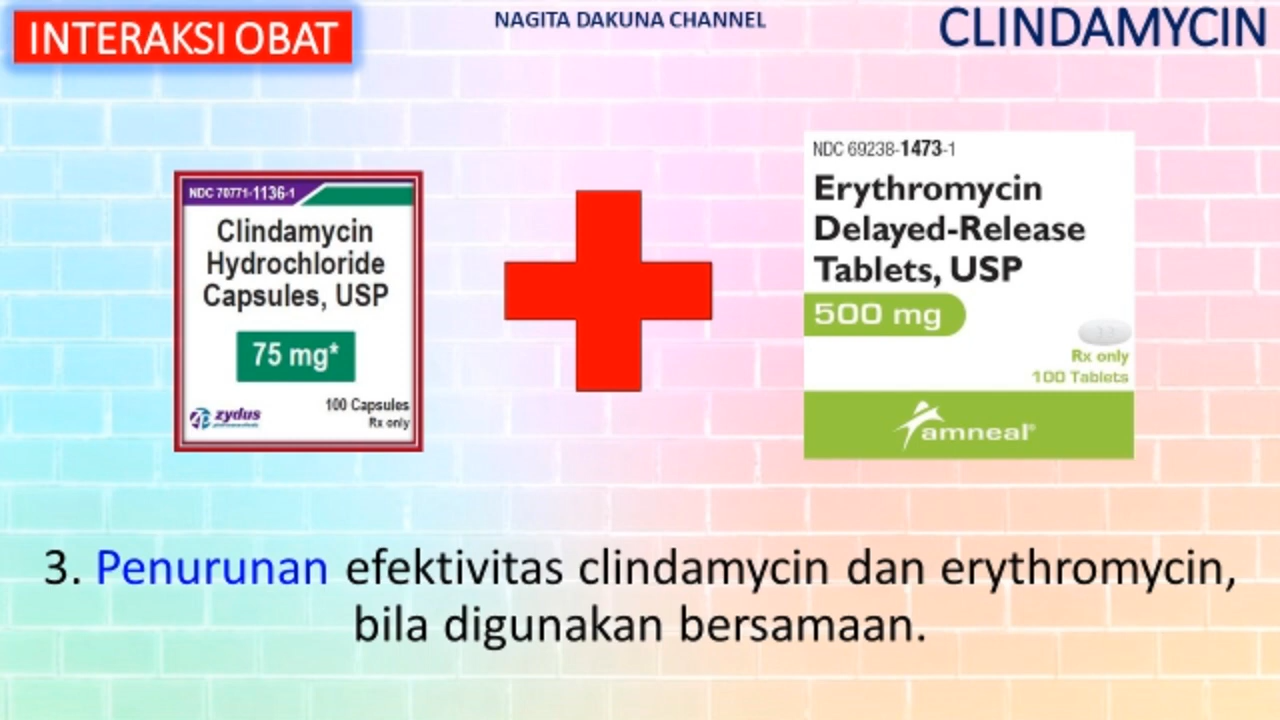 INTERAKSI OBAT
NAGITA DAKUNA CHANNEL
CLINDAMYCIN
NDC 70771-1136-1
Clindamycin
Hydrochloride
Capsules, USP
75 mg*
100 Capsules
Rx only
zydus
pharmaceuticals
NDC 69238-1473-1
Erythromycin
Delayed-Release
Tablets, USP
500 mg
Rx only
100 Tablets
amneal®
3. Penurunan efektivitas clindamycin dan erythromycin,
bila digunakan bersamaan.